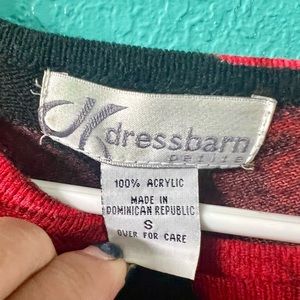 dressbarn
petite
100% ACRYLIC
MADE IN
DOMINICAN REPUBLIC
S
OVER FOR CARE